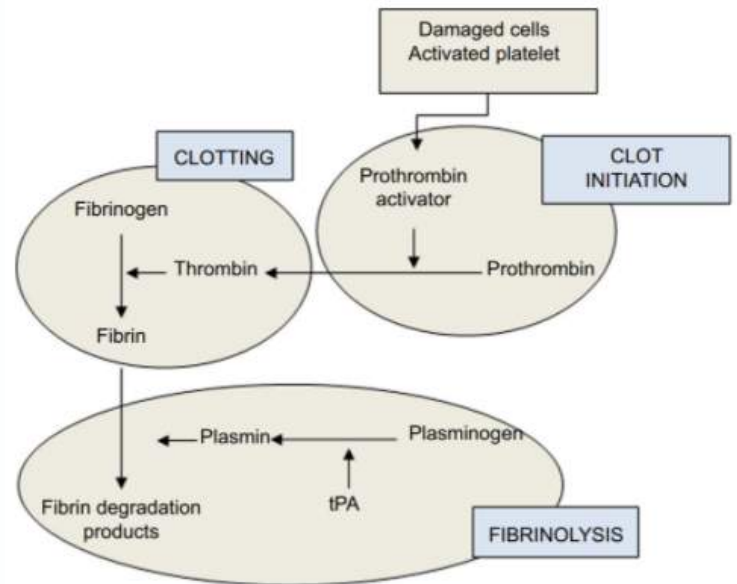 Damaged cells
Activated platelet
CLOTTING
CLOT
INITIATION
Prothrombin
activator
Fibrinogen
Thrombin
Prothrombin
Fibrin
Plasmin
Plasminogen
Fibrin degradation
products
tPA
FIBRINOLYSIS